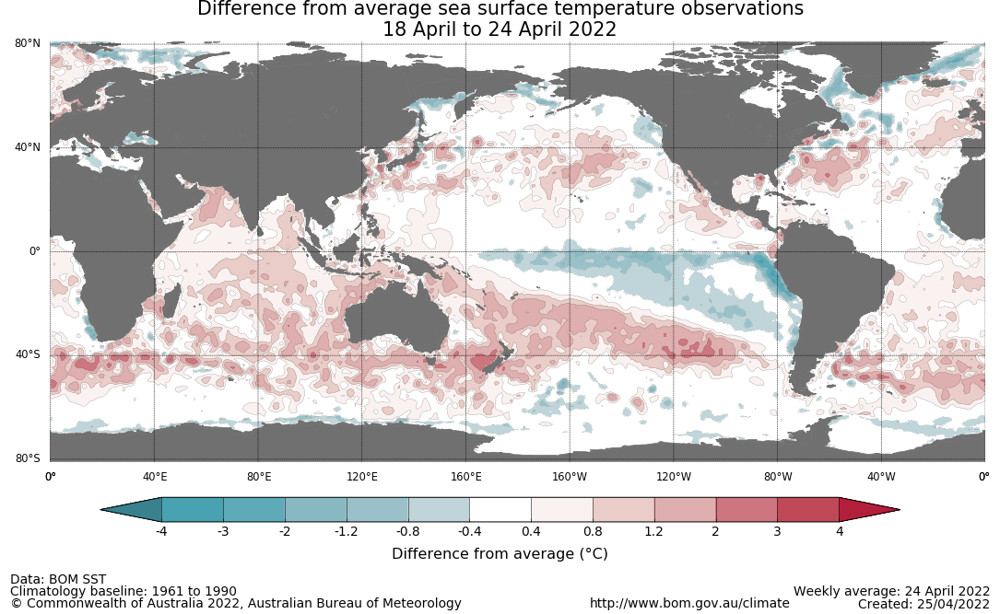 Difference from average sea surface temperature observations
18 April to 24 April 2022
80°N
40°N
0°
40°S
80°S
0° 40°E 80°E 120°E 160°E 160°W 120°W 80°W 40°W 0°
-4 -3 -2 -1.2 -0.8 -0.4 0.4 0.8 1.2 2 3 4
Difference from average (°C)
Data: BOM SST
Climatology baseline: 1961 to 1990
© Commonwealth of Australia 2022, Australian Bureau of Meteorology
http://www.bom.gov.au/climate
Weekly average: 24 April 2022
Created: 25/04/2022